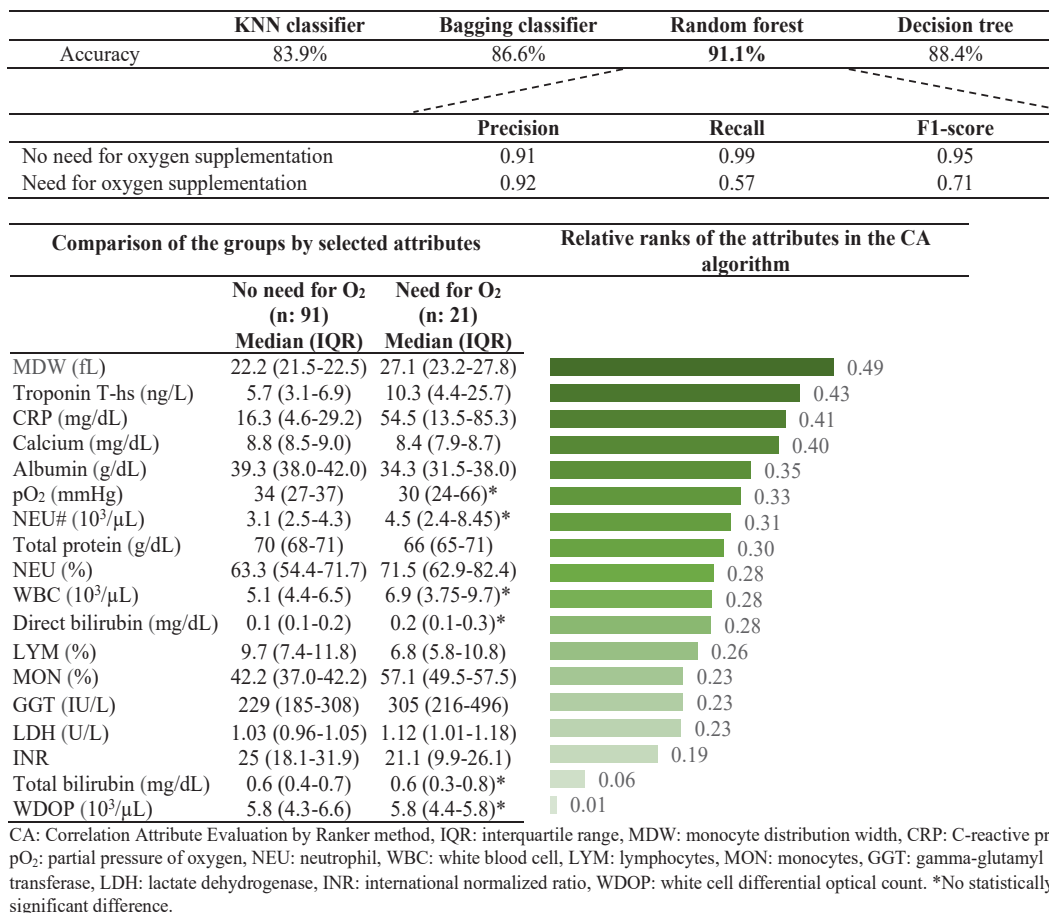 KNN classifier Bagging classifier Random forest Decision tree
Accuracy 83.9% 86.6% 91.1% 88.4%
Precision Recall F1-score
No need for oxygen supplementation 0.91 0.99 0.95
Need for oxygen supplementation 0.92 0.57 0.71
Comparison of the groups by selected attributes Relative ranks of the attributes in the CA
algorithm
No need for O₂ Need for O₂
(n: 91) (n: 21)
Median (IQR) Median (IQR)
MDW (fL) 22.2 (21.5-22.5) 27.1 (23.2-27.8) 0.49
Troponin T-hs (ng/L) 5.7 (3.1-6.9) 10.3 (4.4-25.7) 0.43
CRP (mg/dL) 16.3 (4.6-29.2) 54.5 (13.5-85.3) 0.41
Calcium (mg/dL) 8.8 (8.5-9.0) 8.4 (7.9-8.7) 0.40
Albumin (g/dL) 39.3 (38.0-42.0) 34.3 (31.5-38.0) 0.35
pO₂ (mmHg) 34 (27-37) 30 (24-66)* 0.33
NEU# (10³/µL) 3.1 (2.5-4.3) 4.5 (2.4-8.45)* 0.31
Total protein (g/dL) 70 (68-71) 66 (65-71) 0.30
NEU (%) 63.3 (54.4-71.7) 71.5 (62.9-82.4) 0.28
WBC (10³/µL) 5.1 (4.4-6.5) 6.9 (3.75-9.7)* 0.28
Direct bilirubin (mg/dL) 0.1 (0.1-0.2) 0.2 (0.1-0.3)* 0.28
LYM (%) 9.7 (7.4-11.8) 6.8 (5.8-10.8) 0.26
MON (%) 42.2 (37.0-42.2) 57.1 (49.5-57.5) 0.23
GGT (IU/L) 229 (185-308) 305 (216-496) 0.23
LDH (U/L) 1.03 (0.96-1.05) 1.12 (1.01-1.18) 0.23
INR 25 (18.1-31.9) 21.1 (9.9-26.1) 0.19
Total bilirubin (mg/dL) 0.6 (0.4-0.7) 0.6 (0.3-0.8)* 0.06
WDOP (10³/µL) 5.8 (4.3-6.6) 5.8 (4.4-5.8)* 0.01
CA: Correlation Attribute Evaluation by Ranker method, IQR: interquartile range, MDW: monocyte distribution width, CRP: C-reactive pr
pO₂: partial pressure of oxygen, NEU: neutrophil, WBC: white blood cell, LYM: lymphocytes, MON: monocytes, GGT: gamma-glutamyl
transferase, LDH: lactate dehydrogenase, INR: international normalized ratio, WDOP: white cell differential optical count. *No statistically
significant difference.